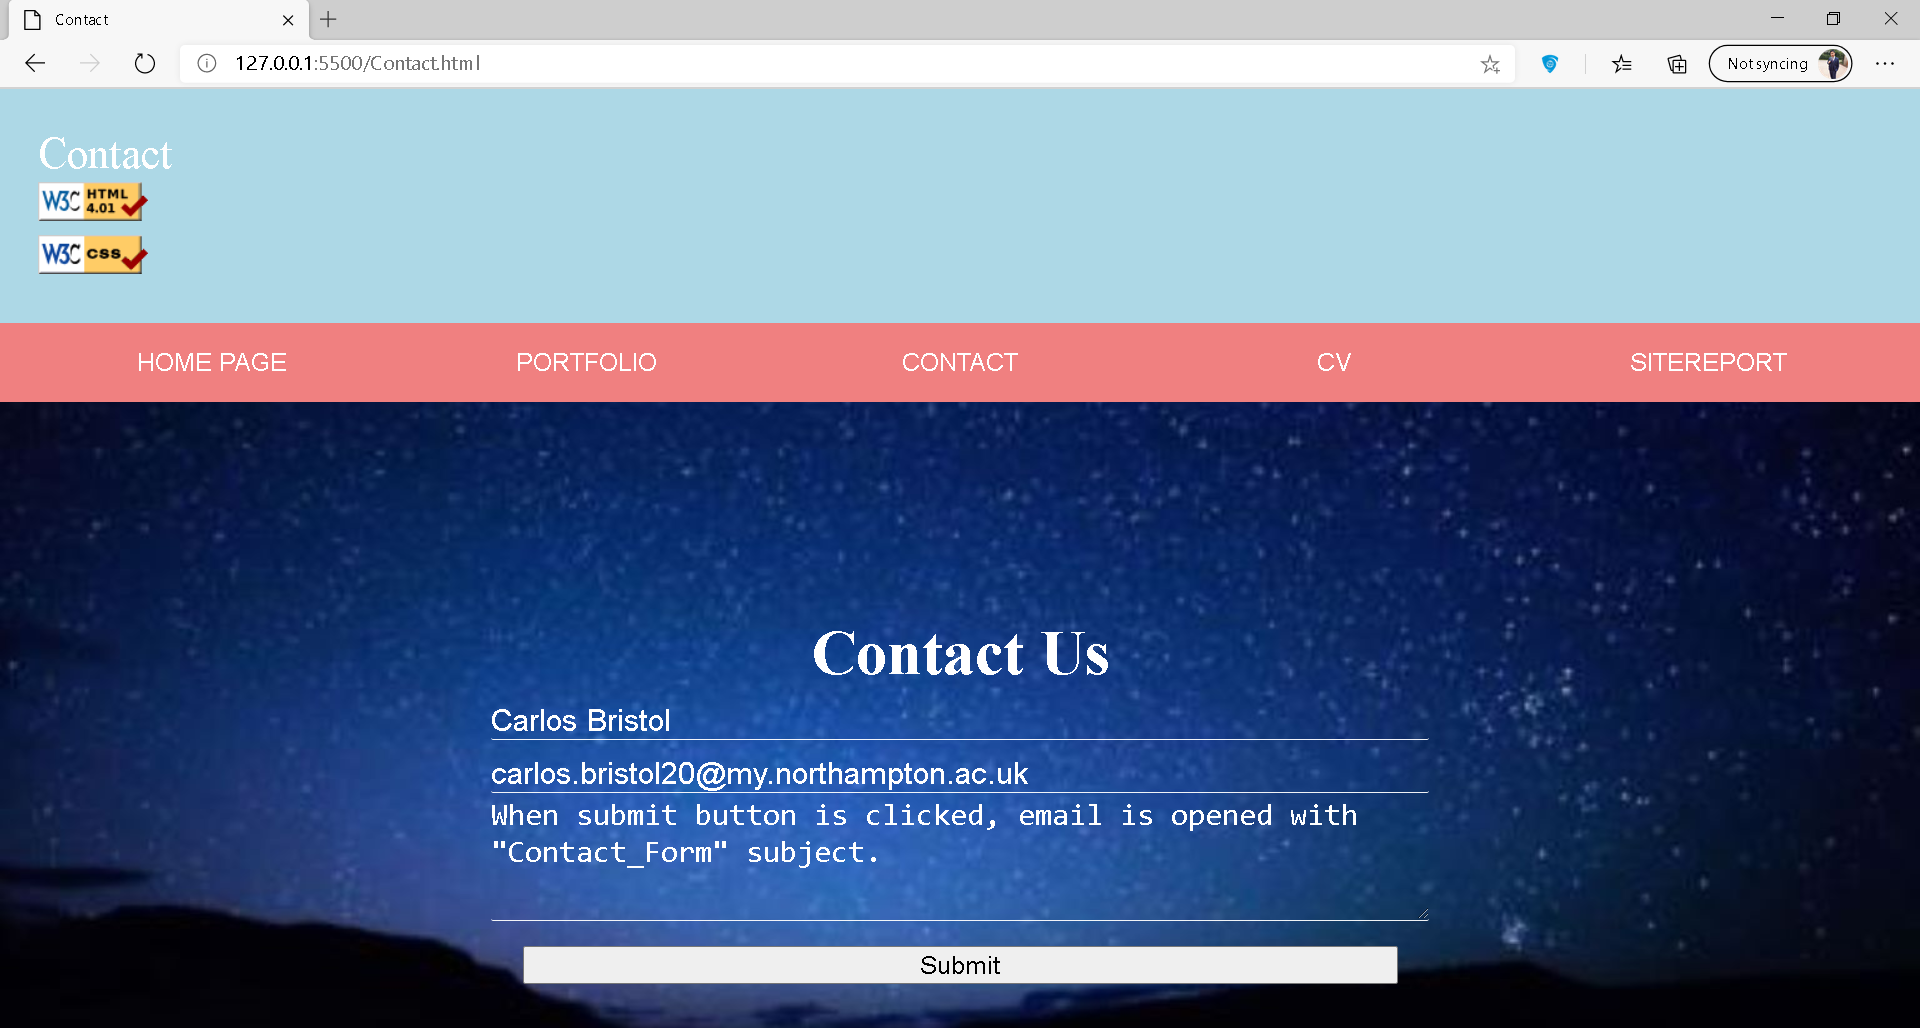 Contact
127.0.0.1:5500/Contact.html
Not syncing
Contact
W3C HTML 4.01
W3C css
HOME PAGE
PORTFOLIO
CONTACT
CV
SITEREPORT
Contact Us
Carlos Bristol
carlos.bristol20@my.northampton.ac.uk
When submit button is clicked, email is opened with
"Contact_Form" subject.
Submit